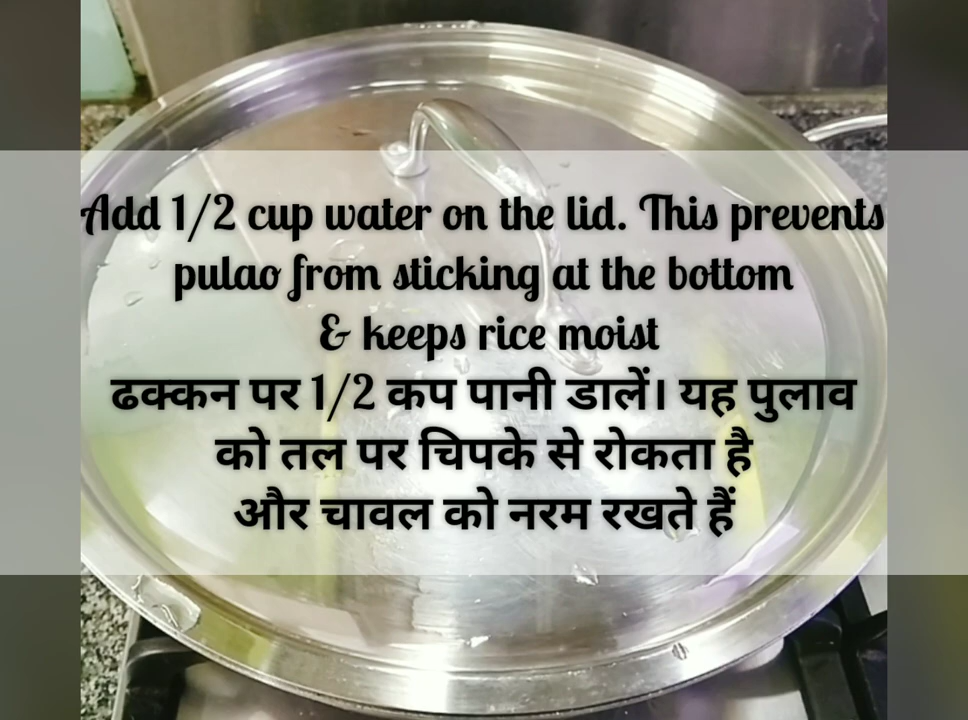 Add 1/2 cup water on the lid. This prevents
pulao from sticking at the bottom
& keeps rice moist
ढक्कन पर 1/2 कप पानी डालें। यह पुलाव
को तल पर चिपके से रोकता है
और चावल को नरम रखते हैं